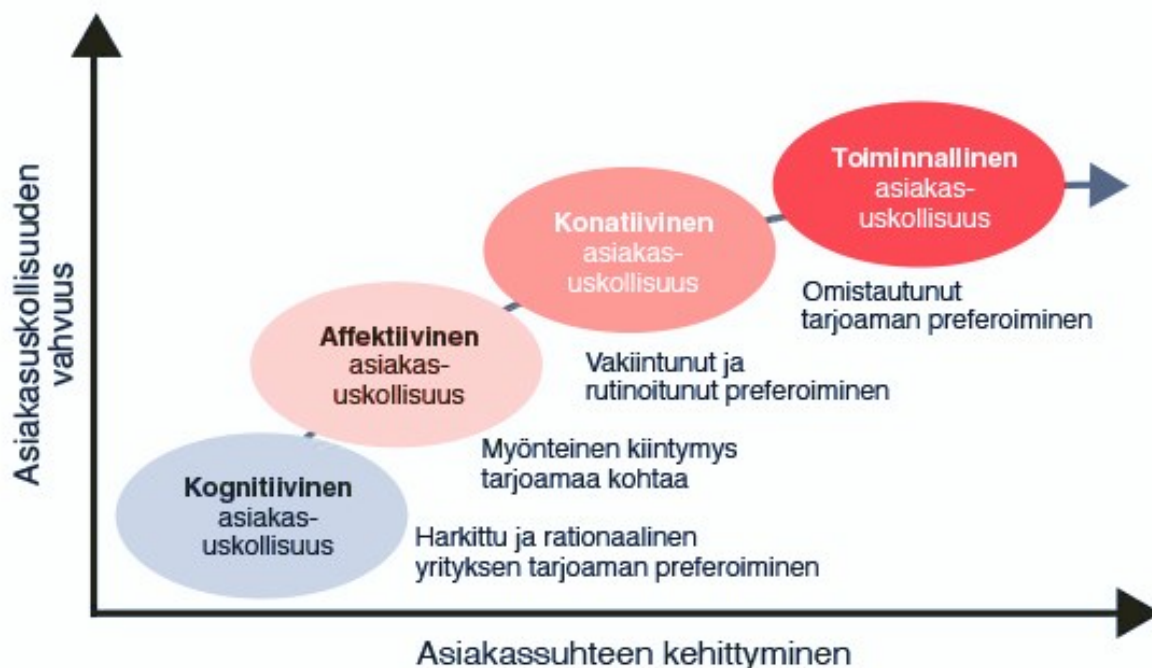 Asiakasuskollisuuden
vahvuus
Toiminnallinen
asiakas-
uskollisuus
Omistautunut
tarjoaman preferoiminen
Konatiivinen
asiakas-
uskollisuus
Vakiintunut ja
rutinoitunut preferoiminen
Affektiivinen
asiakas-
uskollisuus
Myönteinen kiintymys
tarjoamaa kohtaa
Kognitiivinen
asiakas-
uskollisuus
Harkittu ja rationaalinen
yrityksen tarjoaman preferoiminen
Asiakassuhteen kehittyminen